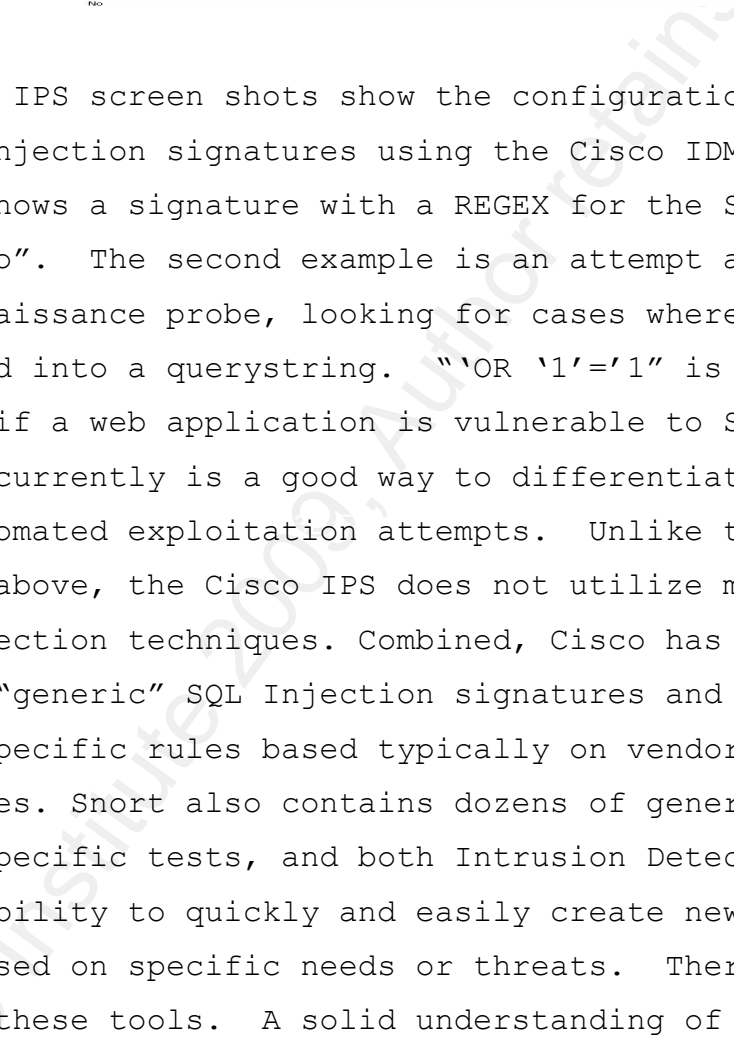 No
IPS screen shots show the configuratio
njection signatures using the Cisco IDM
hows a signature with a REGEX for the S
o”.  The second example is an attempt a
aissance probe, looking for cases where
d into a querystring.  “‘OR ‘1’=’1” is
if a web application is vulnerable to S
currently is a good way to differentiat
omated exploitation attempts.  Unlike t
above, the Cisco IPS does not utilize m
ection techniques. Combined, Cisco has
“generic” SQL Injection signatures and
pecific rules based typically on vendor
es. Snort also contains dozens of gener
pecific tests, and both Intrusion Detec
bility to quickly and easily create new
sed on specific needs or threats.  Ther
these tools.  A solid understanding of
Institute 2009, Author retains